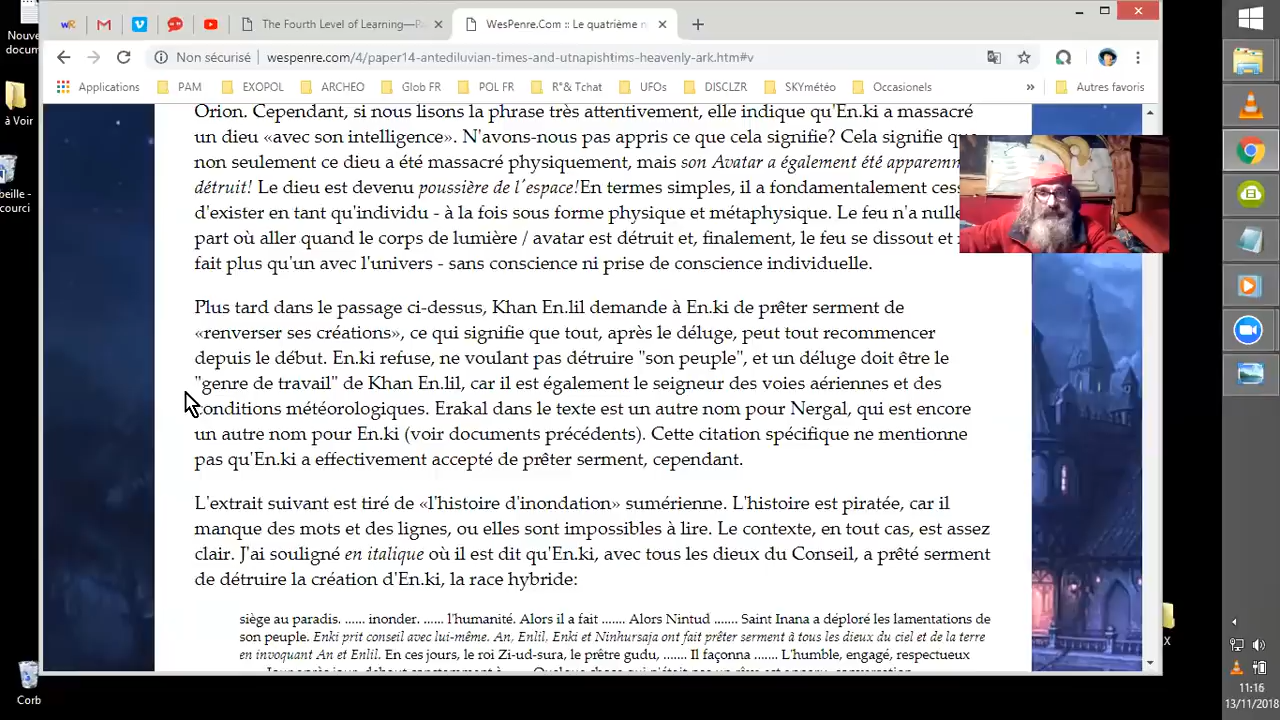 Nouve
docum
à Voir
beille -
courci
Corb
The Fourth Level of Learning—P
WesPenre.Com :: Le quatrième n
Non sécurisé
wespenre.com/4/paper14-antediluvian-times-and-utnapishtims-heavenly-ark.htm#v
Applications
PAM
EXOPOL
ARCHEO
Glob FR
POL FR
R°& Tchat
UFOs
DISCLZR
SKYmétéo
Occasionels
»
Autres favoris
Orion. Cependant, si nous lisons la phrase très attentivement, elle indique qu'En.ki a massacré
un dieu «avec son intelligence». N'avons-nous pas appris ce que cela signifie? Cela signifie que
non seulement ce dieu a été massacré physiquement, mais son Avatar a également été apparemm
détruit! Le dieu est devenu poussière de l'espace!En termes simples, il a fondamentalement cess
d'exister en tant qu'individu - à la fois sous forme physique et métaphysique. Le feu n'a nulle
part où aller quand le corps de lumière / avatar est détruit et, finalement, le feu se dissout et
fait plus qu'un avec l'univers - sans conscience ni prise de conscience individuelle.
Plus tard dans le passage ci-dessus, Khan En.lil demande à En.ki de prêter serment de
«renverser ses créations», ce qui signifie que tout, après le déluge, peut tout recommencer
depuis le début. En.ki refuse, ne voulant pas détruire "son peuple", et un déluge doit être le
"genre de travail" de Khan En.lil, car il est également le seigneur des voies aériennes et des
conditions météorologiques. Erakal dans le texte est un autre nom pour Nergal, qui est encore
un autre nom pour En.ki (voir documents précédents). Cette citation spécifique ne mentionne
pas qu'En.ki a effectivement accepté de prêter serment, cependant.
L'extrait suivant est tiré de «l'histoire d'inondation» sumérienne. L'histoire est piratée, car il
manque des mots et des lignes, ou elles sont impossibles à lire. Le contexte, en tout cas, est assez
clair. J'ai souligné en italique où il est dit qu'En.ki, avec tous les dieux du Conseil, a prêté serment
de détruire la création d'En.ki, la race hybride:
siège au paradis. ...... inonder. ...... l'humanité. Alors il a fait ....... Alors Nintud ....... Saint Inana a déploré les lamentations de
son peuple. Enki prit conseil avec lui-même. An, Enlil, Enki et Ninhursaja ont fait prêter serment à tous les dieux du ciel et de la terre
en invoquant An et Enlil. En ces jours, le roi Zi-ud-sura, le prêtre gudu, ...... Il façonna ....... L'humble, engagé, respectueux
X
11:16
13/11/2018